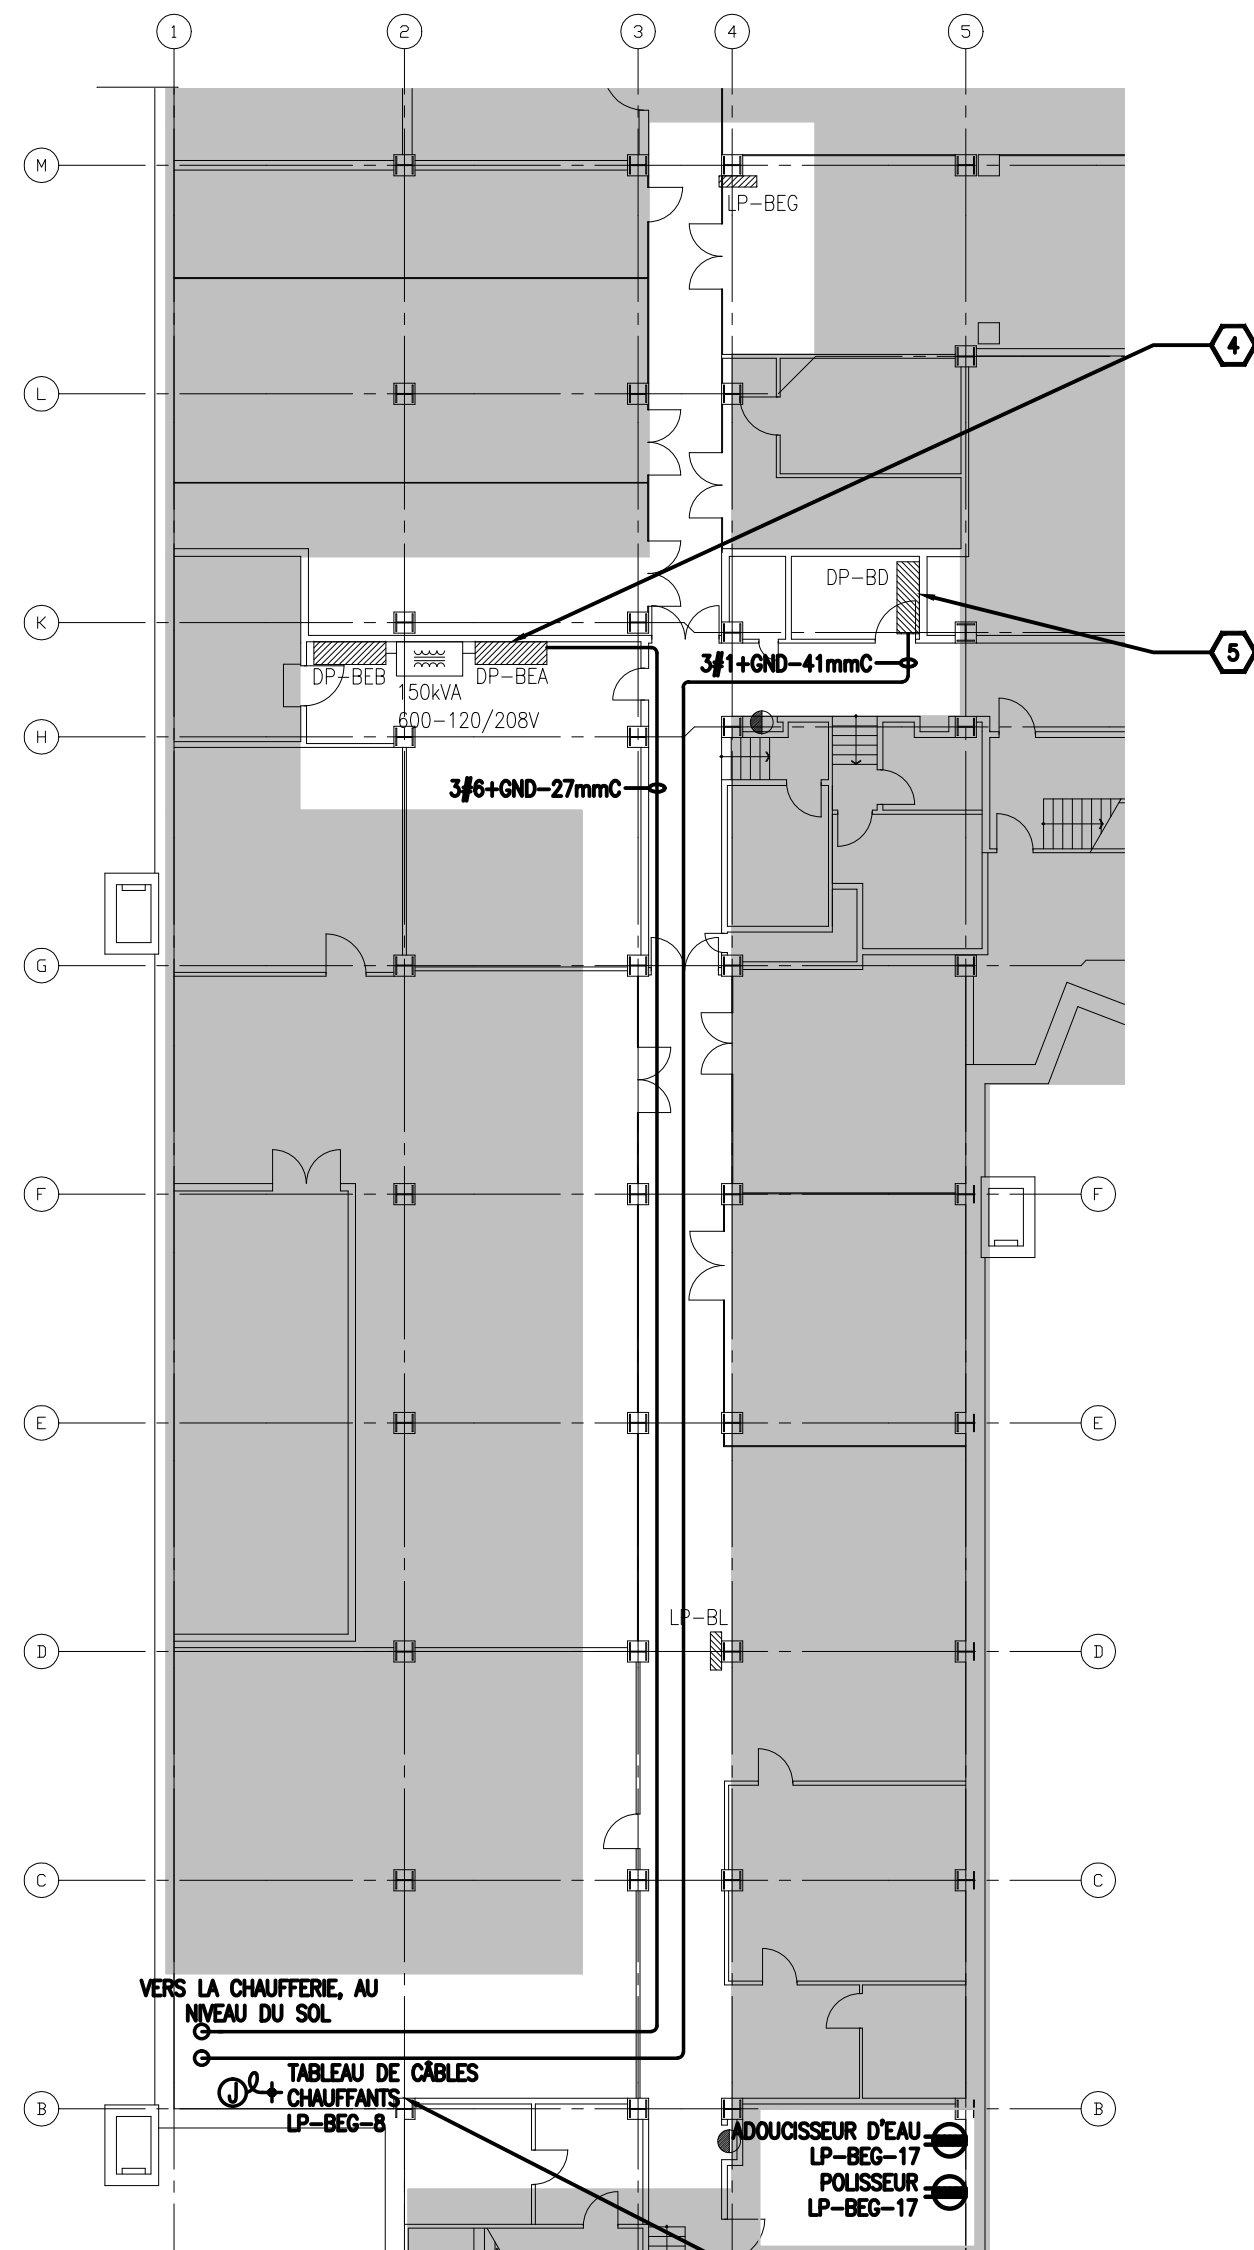 1 2 3 4 5
M
LP-BEG
4
L
DP-BD
K
5
3#1+GND-41mmC
DP-BEB
DP-BEA
150kVA
600-120/208V
H
3#6+GND-27mmC
G
F F
E E
LP-BL
D D
C C
VERS LA CHAUFFERIE, AU
NIVEAU DU SOL
J
TABLEAU DE CÂBLES
CHAUFFANTS
LP-BEG-8
B B
ADOUCISSEUR D'EAU
LP-BEG-17
POLISSEUR
LP-BEG-17